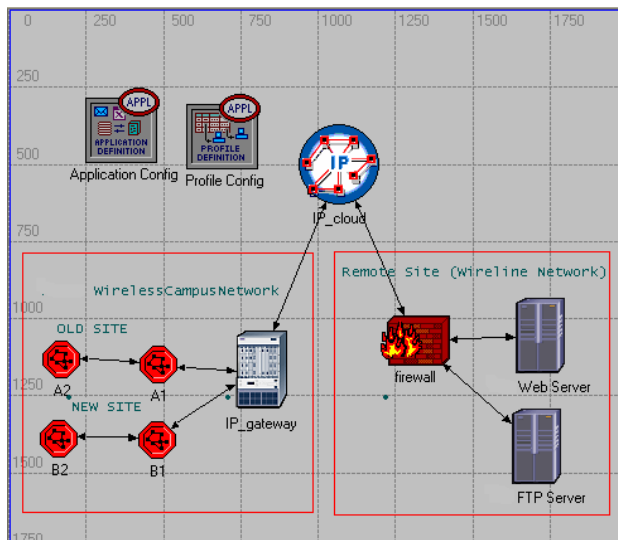 0 250 500 750 1000 1250 1500 1750
250
APPL APPL
APPLICATION DEFINITION
PROFILE DEFINITION
500
IP
Application Config
Profile Config
IP_cloud
750
Remote Site (Wireline Network)
WirelessCampusNetwork
1000
OLD SITE
A2
A1
firewall
Web Server
1250
NEW SITE
IP_gateway
B2
B1
1500
FTP Server
1750